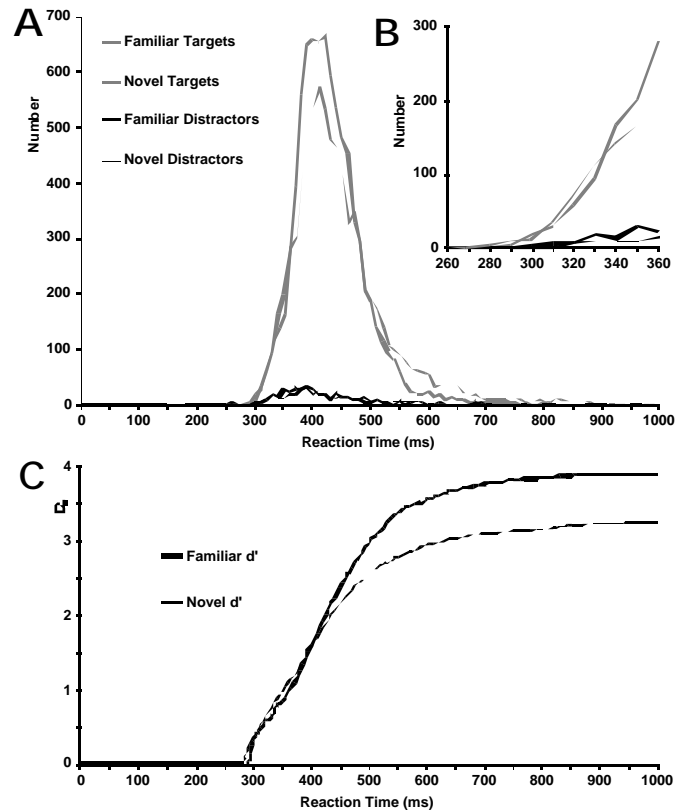 A
700
600
500
400
300
200
100
0
Number
Familiar Targets
Novel Targets
Familiar Distractors
Novel Distractors
0 100 200 300 400 500 600 700 800 900 1000
Reaction Time (ms)
B
300
200
100
0
Number
260 280 300 320 340 360
C
4
3
2
1
0
Familiar d'
Novel d'
0 100 200 300 400 500 600 700 800 900 1000
Reaction Time (ms)